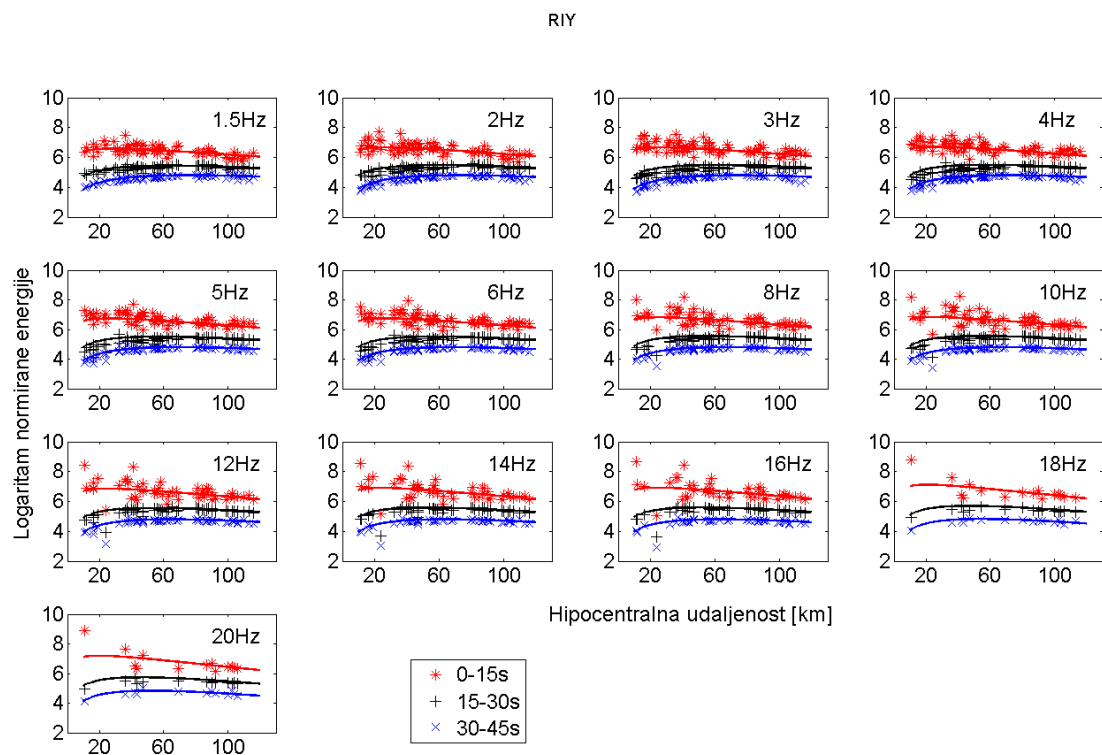 RIY
Logaritam normirane energije
10 8 6 4 2 1.5Hz 20 60 100
10 8 6 4 2 2Hz 20 60 100
10 8 6 4 2 3Hz 20 60 100
10 8 6 4 2 4Hz 20 60 100
10 8 6 4 2 5Hz 20 60 100
10 8 6 4 2 6Hz 20 60 100
10 8 6 4 2 8Hz 20 60 100
10 8 6 4 2 10Hz 20 60 100
10 8 6 4 2 12Hz 20 60 100
10 8 6 4 2 14Hz 20 60 100
10 8 6 4 2 16Hz 20 60 100
10 8 6 4 2 18Hz 20 60 100
10 8 6 4 2 20Hz 20 60 100
Hipocentralna udaljenost [km]
0-15s
15-30s
30-45s